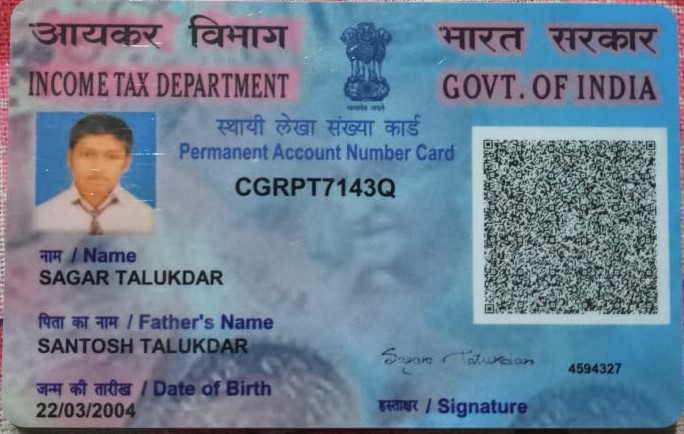 आयकर विभाग
INCOME TAX DEPARTMENT
भारत सरकार
GOVT. OF INDIA
सत्यमेव जयते
स्थायी लेखा संख्या कार्ड
Permanent Account Number Card
CGRPT7143Q
नाम / Name
SAGAR TALUKDAR
पिता का नाम / Father's Name
SANTOSH TALUKDAR
जन्म की तारीख / Date of Birth
22/03/2004
Sagar Talukdar
4594327
हस्ताक्षर / Signature